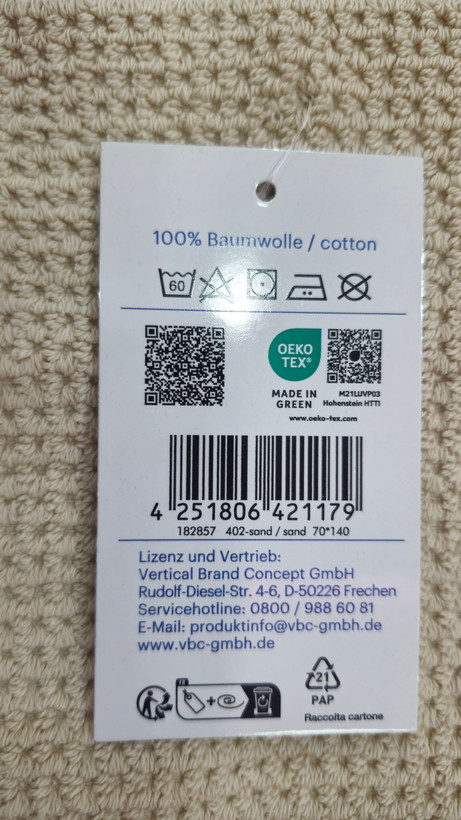 100% Baumwolle / cotton
60
OEKO
TEX®
MADE IN
GREEN
M21LUVP03
Hohenstein HTTI
www.oeko-tex.com
4 251806 421179
182857 402-sand / sand 70*140
Lizenz und Vertrieb:
Vertical Brand Concept GmbH
Rudolf-Diesel-Str. 4-6, D-50226 Frechen
Servicehotline: 0800 / 988 60 81
E-Mail: produktinfo@vbc-gmbh.de
www.vbc-gmbh.de
21
PAP
Raccolta cartone